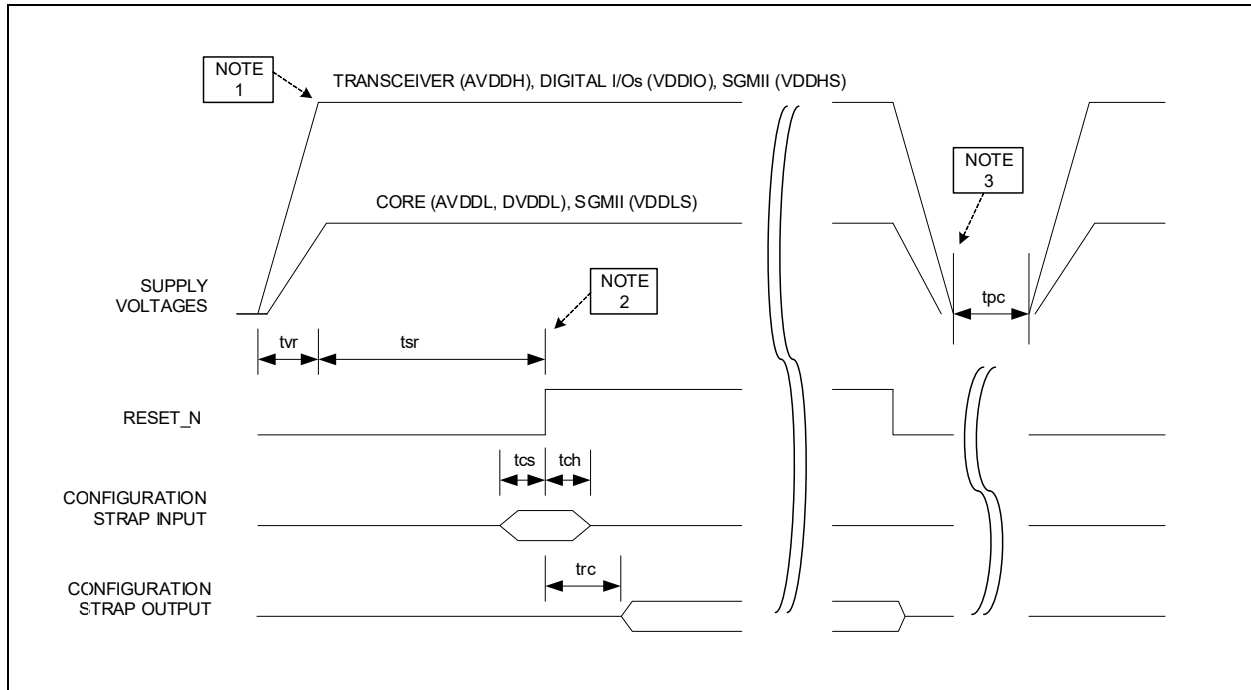 NOTE
1
TRANSCEIVER (AVDDH), DIGITAL I/Os (VDDIO), SGMII (VDDHS)
NOTE
3
CORE (AVDDL, DVDDL), SGMII (VDDLS)
SUPPLY
VOLTAGES
NOTE
2
tpc
tvr
tsr
RESET_N
tcs
tch
CONFIGURATION
STRAP INPUT
trc
CONFIGURATION
STRAP OUTPUT